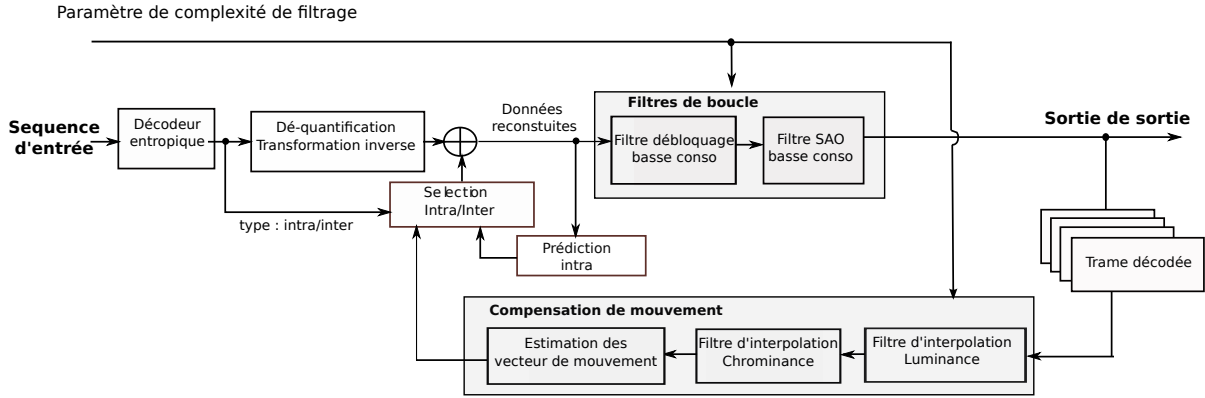 Paramètre de complexité de filtrage
Filtres de boucle
Sequence
d'entrée
Décodeur
entropique
Dé-quantification
Transformation inverse
Données
reconstuites
Filtre débloquage
basse conso
Filtre SAO
basse conso
Sortie de sortie
Selection
Intra/Inter
type : intra/inter
Prédiction
intra
Trame décodée
Compensation de mouvement
Estimation des
vecteur de mouvement
Filtre d'interpolation
Chrominance
Filtre d'interpolation
Luminance